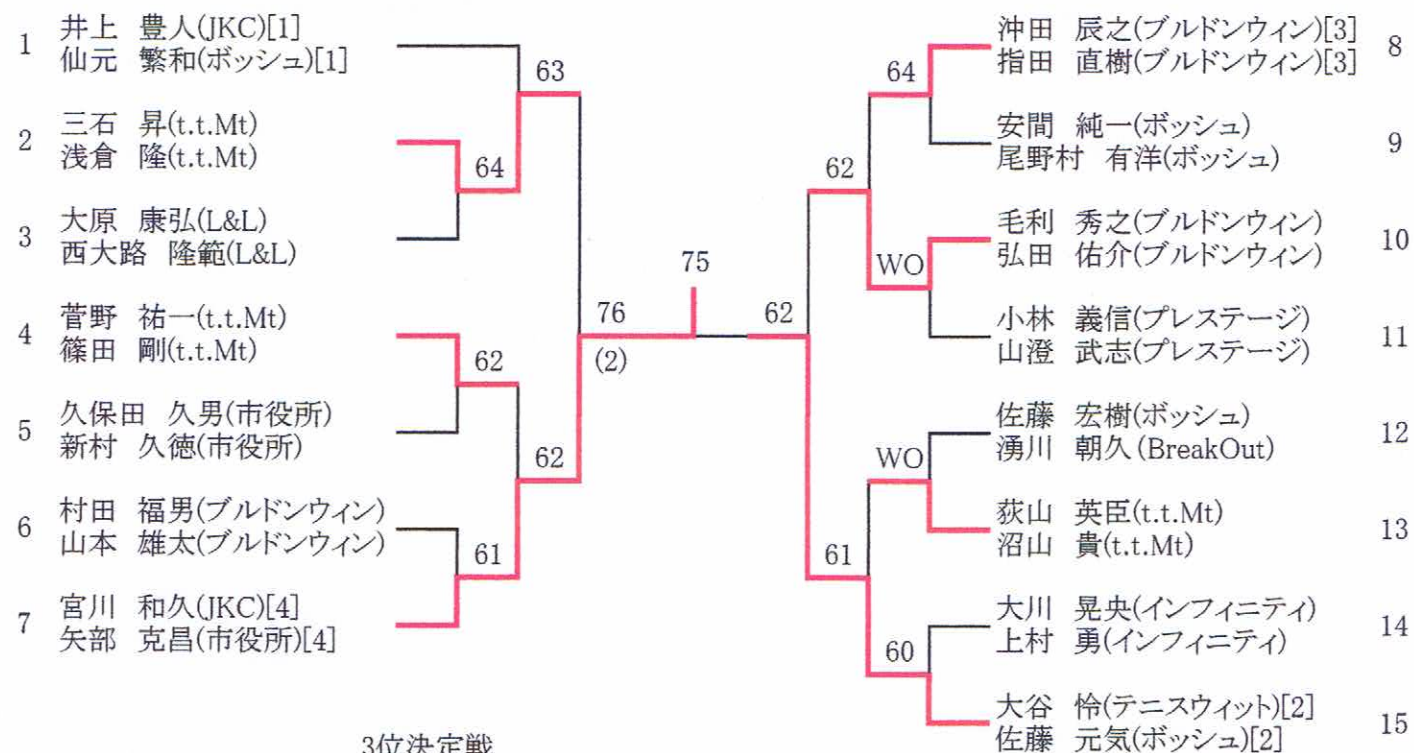 1 井上 豊人(JKC)[1]
仙元 繁和(ボッシュ)[1]
2 三石 昇(t.t.Mt)
浅倉 隆(t.t.Mt)
3 大原 康弘(L&L)
西大路 隆範(L&L)
4 菅野 祐一(t.t.Mt)
篠田 剛(t.t.Mt)
5 久保田 久男(市役所)
新村 久徳(市役所)
6 村田 福男(ブルドンウィン)
山本 雄太(ブルドンウィン)
7 宮川 和久(JKC)[4]
矢部 克昌(市役所)[4]
64
62
61
63
62
76
(2)
75
62
62
61
64
WO
WO
60
沖田 辰之(ブルドンウィン)[3] 8
指田 直樹(ブルドンウィン)[3]
安間 純一(ボッシュ) 9
尾野村 有洋(ボッシュ)
毛利 秀之(ブルドンウィン) 10
弘田 佑介(ブルドンウィン)
小林 義信(プレステージ) 11
山澄 武志(プレステージ)
佐藤 宏樹(ボッシュ) 12
湧川 朝久(BreakOut)
荻山 英臣(t.t.Mt) 13
沼山 貴(t.t.Mt)
大川 晃央(インフィニティ) 14
上村 勇(インフィニティ)
大谷 怜(テニスウィット)[2] 15
佐藤 元気(ボッシュ)[2]
3位決定戦